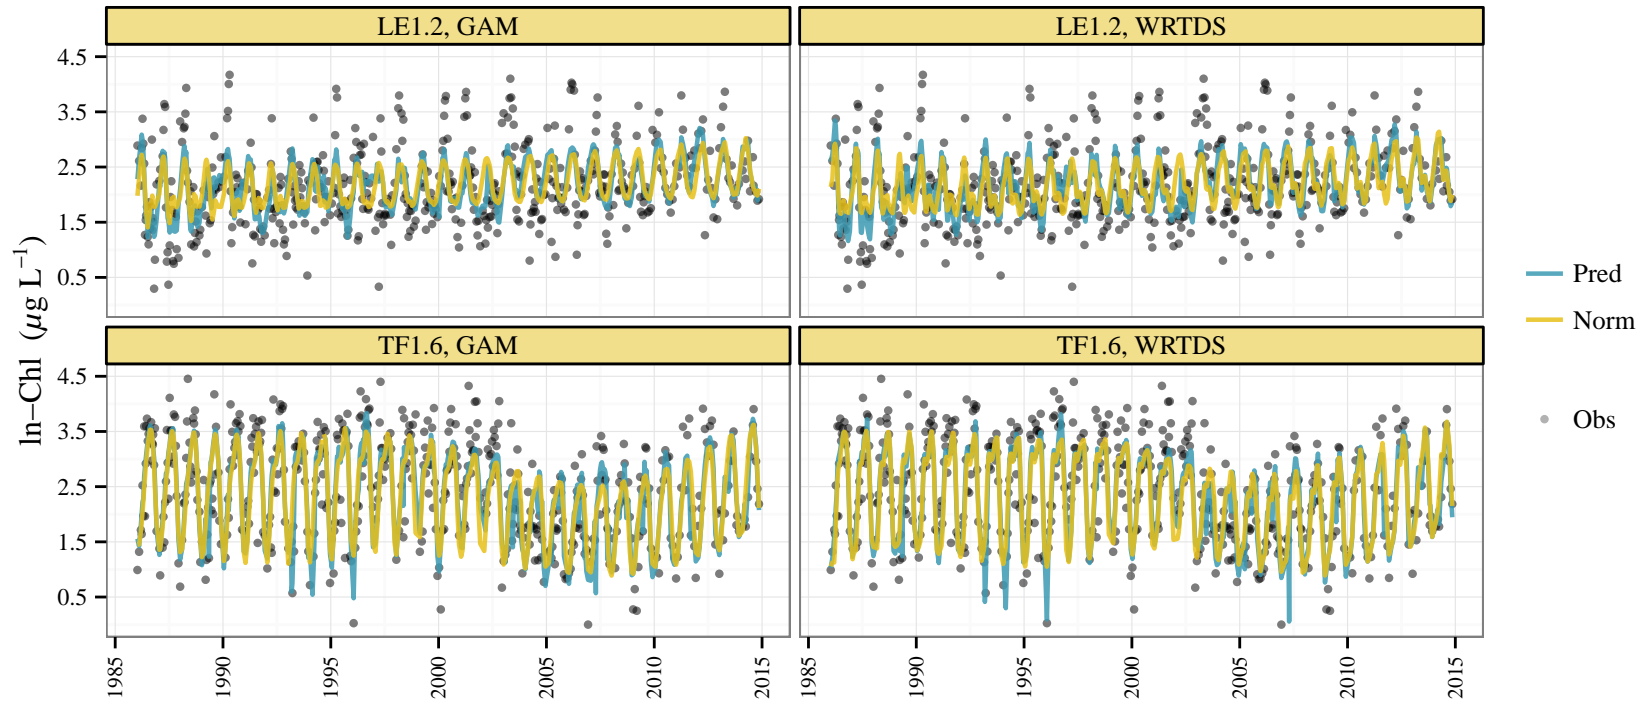 LE1.2, GAM
LE1.2, WRTDS
4.5
3.5
2.5
1.5
0.5
TF1.6, GAM
TF1.6, WRTDS
4.5
3.5
2.5
1.5
0.5
ln−Chl (μg L⁻¹)
1985 1990 1995 2000 2005 2010 2015
1985 1990 1995 2000 2005 2010 2015
Pred
Norm
Obs